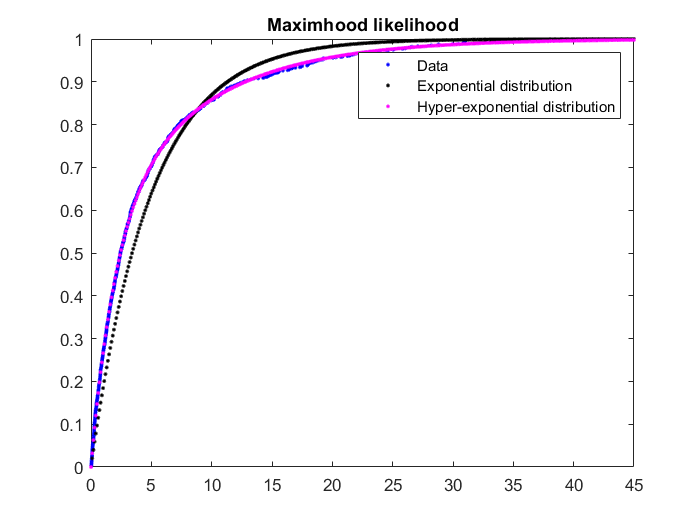 Maximhood likelihood
1
0.9
0.8
0.7
0.6
0.5
0.4
0.3
0.2
0.1
0
Data
Exponential distribution
Hyper-exponential distribution
0 5 10 15 20 25 30 35 40 45